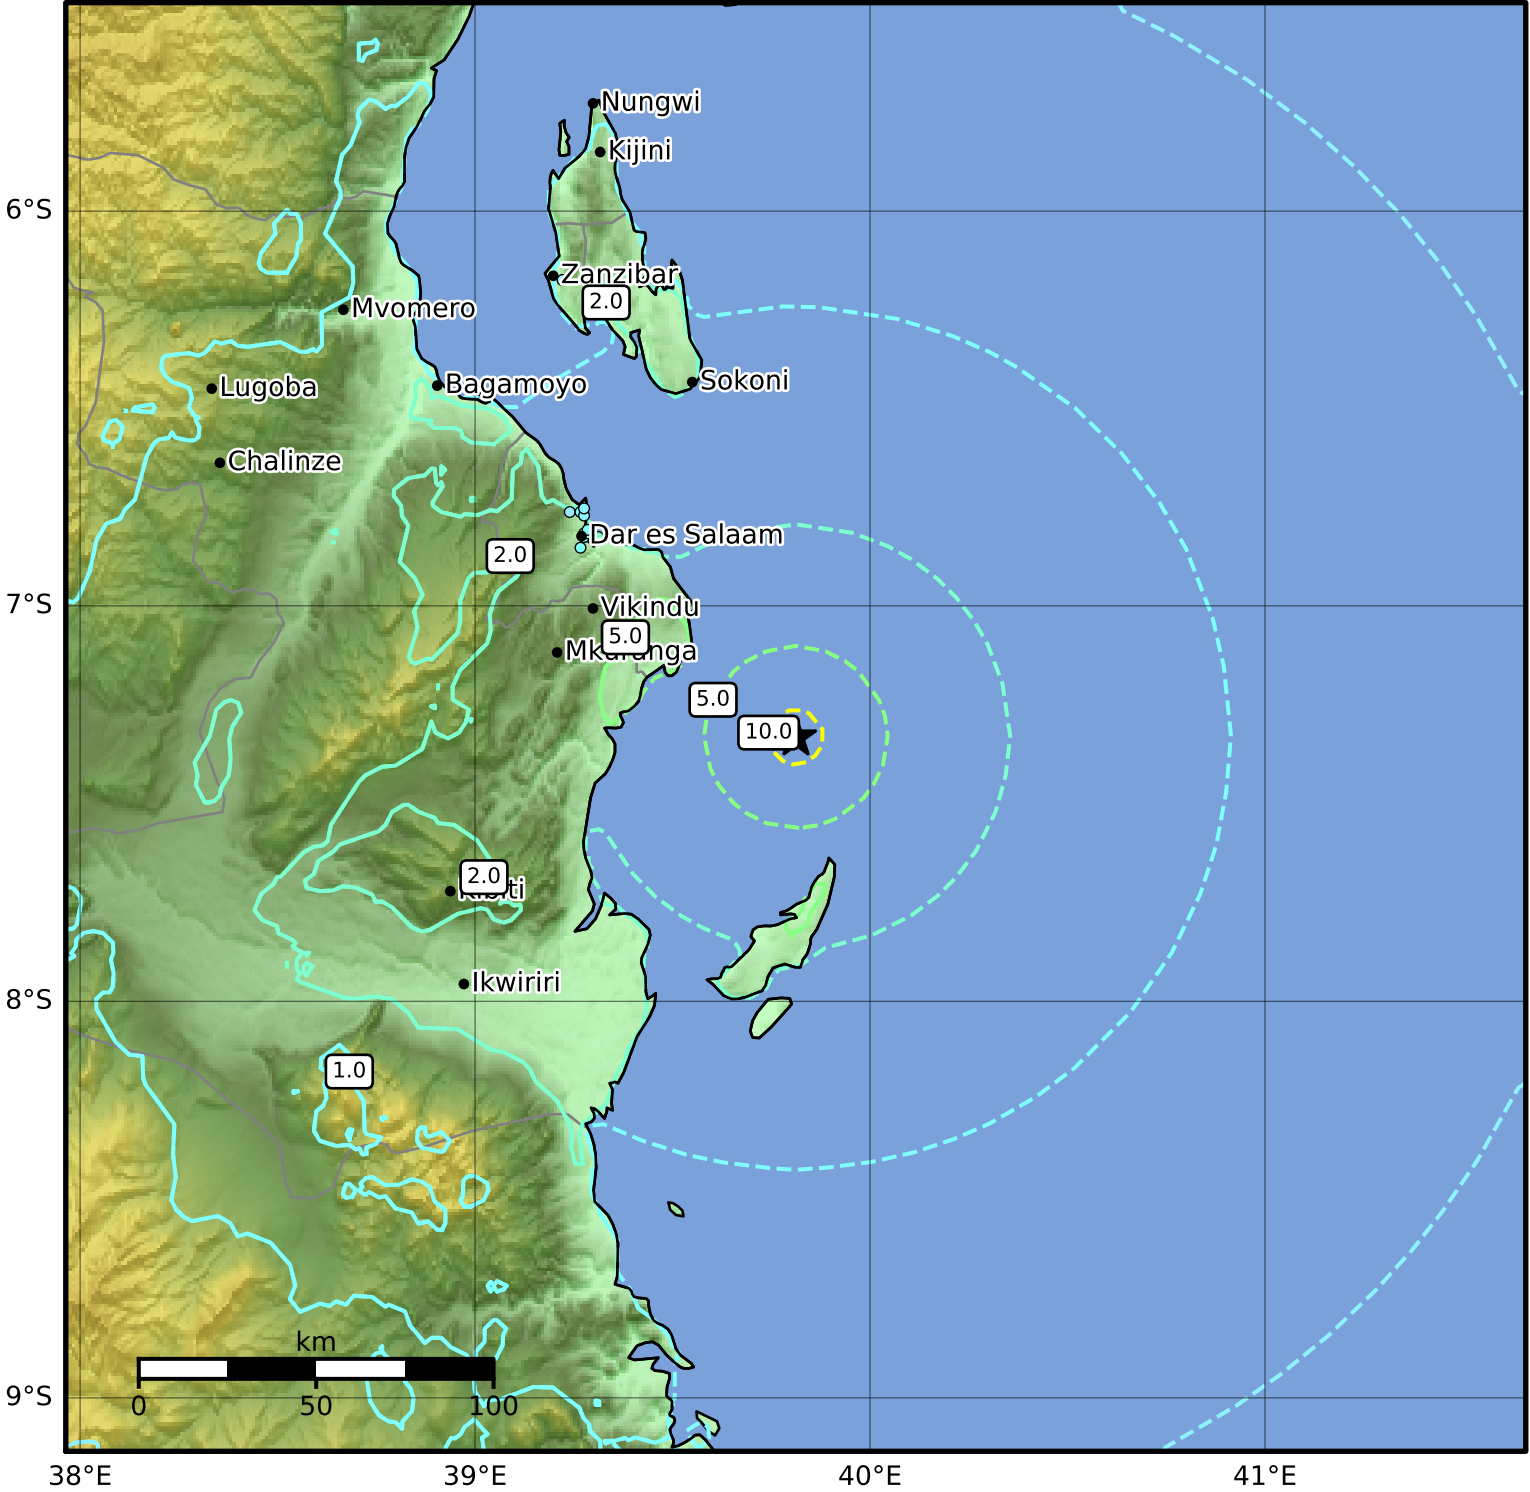 Nungwi
Kijini
6°S
Zanzibar
2.0
Mvomero
Bagamoyo
Sokoni
Lugoba
Chalinze
Dar es Salaam
2.0
7°S
Vikindu
5.0
Mkuranga
5.0
10.0
2.0
Kibiti
Ikwiriri
8°S
1.0
km
0 50 100
9°S
38°E 39°E 40°E 41°E